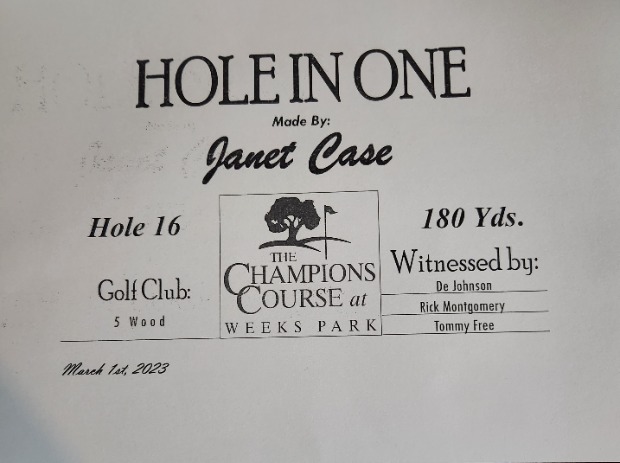 HOLE IN ONE
Made By:
Janet Case
Hole 16
180 Yds.
THE
CHAMPIONS
COURSE at
WEEKS PARK
Golf Club:
5 Wood
Witnessed by:
De Johnson
Rick Montgomery
Tommy Free
March 1st, 2023